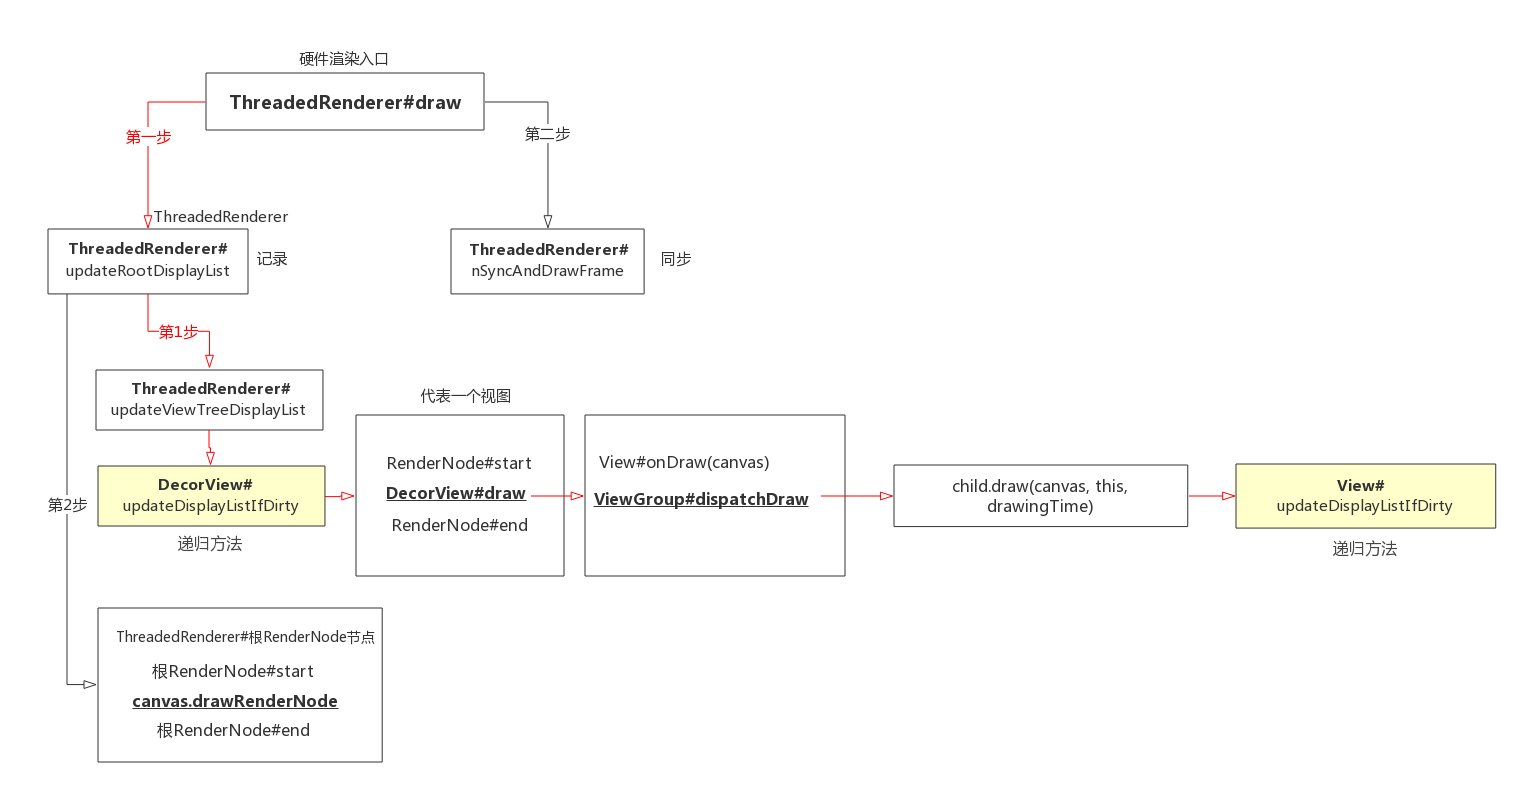 硬件渲染入口
ThreadedRenderer#draw
第一步
第二步
ThreadedRenderer
ThreadedRenderer#
updateRootDisplayList
记录
ThreadedRenderer#
nSyncAndDrawFrame
同步
第1步
ThreadedRenderer#
updateViewTreeDisplayList
代表一个视图
DecorView#
updateDisplayListIfDirty
递归方法
RenderNode#start
DecorView#draw
RenderNode#end
View#onDraw(canvas)
ViewGroup#dispatchDraw
child.draw(canvas, this,
drawingTime)
View#
updateDisplayListIfDirty
递归方法
第2步
ThreadedRenderer#根RenderNode节点
根RenderNode#start
canvas.drawRenderNode
根RenderNode#end